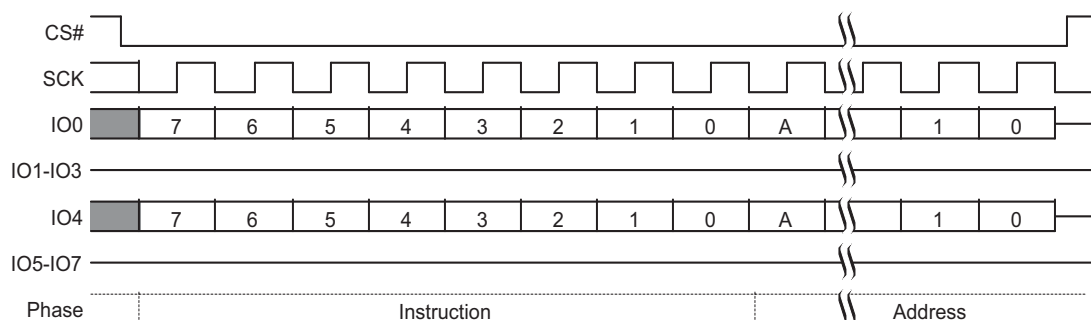 CS#
SCK
IO0 7 6 5 4 3 2 1 0 A 1 0
IO1-IO3
IO4 7 6 5 4 3 2 1 0 A 1 0
IO5-IO7
Phase Instruction Address